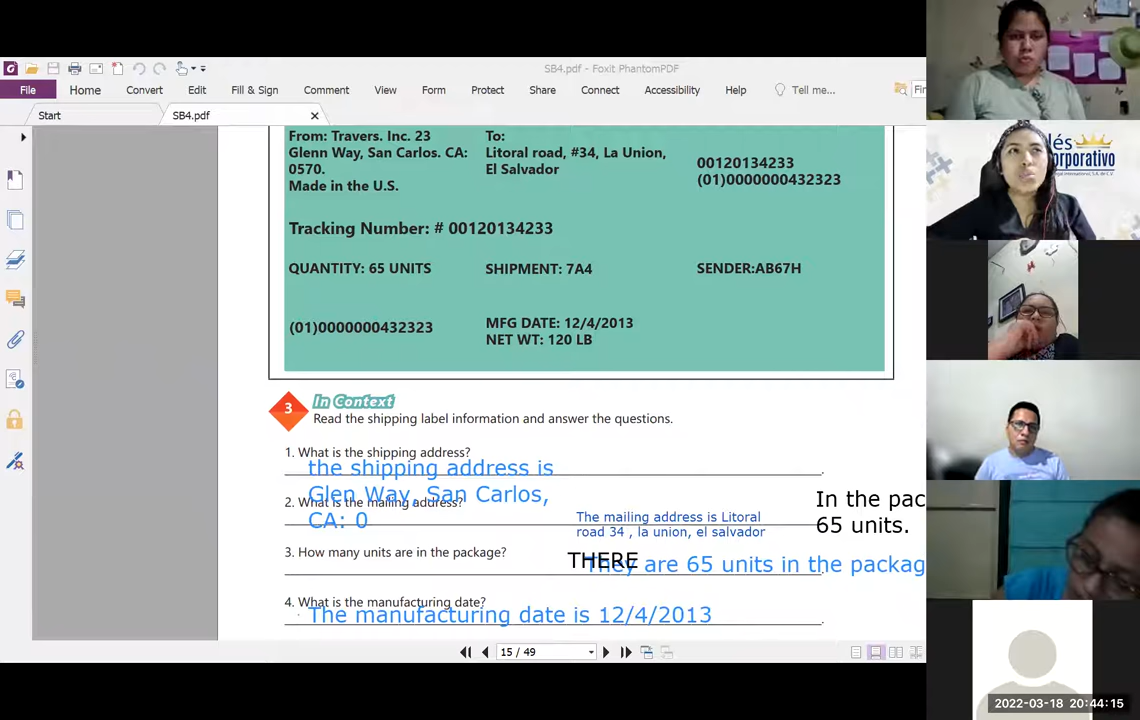 SB4.pdf - Foxit PhantomPDF
File Home Convert Edit Fill & Sign Comment View Form Protect Share Connect Accessibility Help Tell me...
Start SB4.pdf
From: Travers. Inc. 23
Glenn Way, San Carlos. CA:
0570.
Made in the U.S.
To:
Litoral road, #34, La Union,
El Salvador
00120134233
(01)0000000432323
Tracking Number: # 00120134233
QUANTITY: 65 UNITS SHIPMENT: 7A4 SENDER:AB67H
(01)0000000432323
MFG DATE: 12/4/2013
NET WT: 120 LB
3
In Context
Read the shipping label information and answer the questions.
1. What is the shipping address?
the shipping address is
Glen Way, San Carlos,
CA: 0
2. What is the mailing address?
The mailing address is Litoral
road 34 , la union, el salvador
In the pac
65 units.
3. How many units are in the package?
THERE
They are 65 units in the packag
4. What is the manufacturing date?
The manufacturing date is 12/4/2013
15 / 49
lés
orporativo
2022-03-18 20:44:15